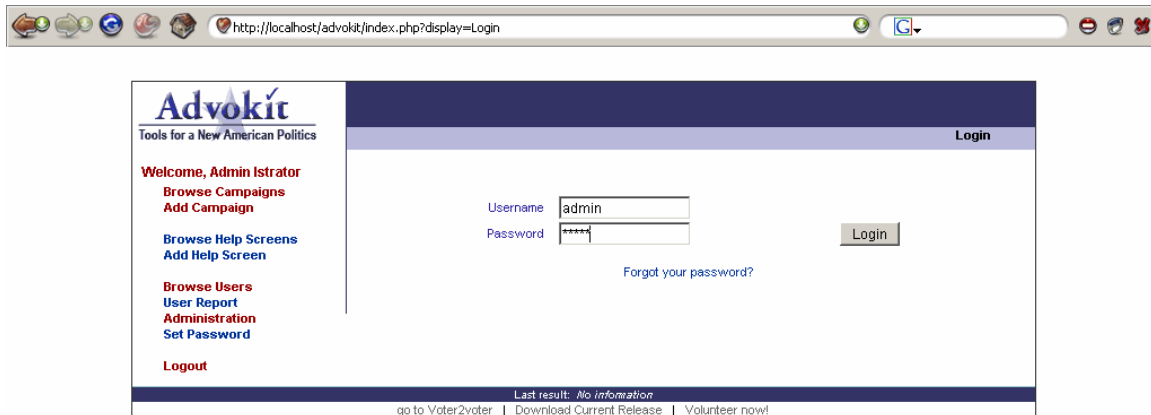 http://localhost/advokit/index.php?display=Login
G
Advokit
Tools for a New American Politics
Login
Welcome, Admin Istrator
Browse Campaigns
Add Campaign
Browse Help Screens
Add Help Screen
Browse Users
User Report
Administration
Set Password
Logout
Username admin
Password *****
Login
Forgot your password?
Last result: No information
go to Voter2voter | Download Current Release | Volunteer now!